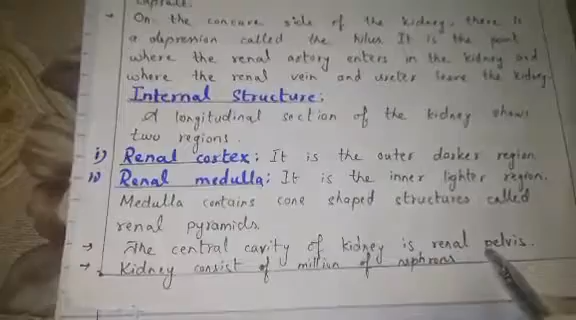 capsule.
→ On the concave side of the kidney, there is
a depression called the hilus. It is the point
where the renal artery enters in the kidney and
where the renal vein and ureter leave the kidney.
Internal Structure:
A longitudinal section of the kidney shows
two regions.
i) Renal cortex: It is the outer darker region
ii) Renal medulla: It is the inner lighter region.
Medulla contains cone shaped structures called
renal pyramids.
→ The central cavity of kidney is renal pelvis.
→ Kidney consist of million of nephrons